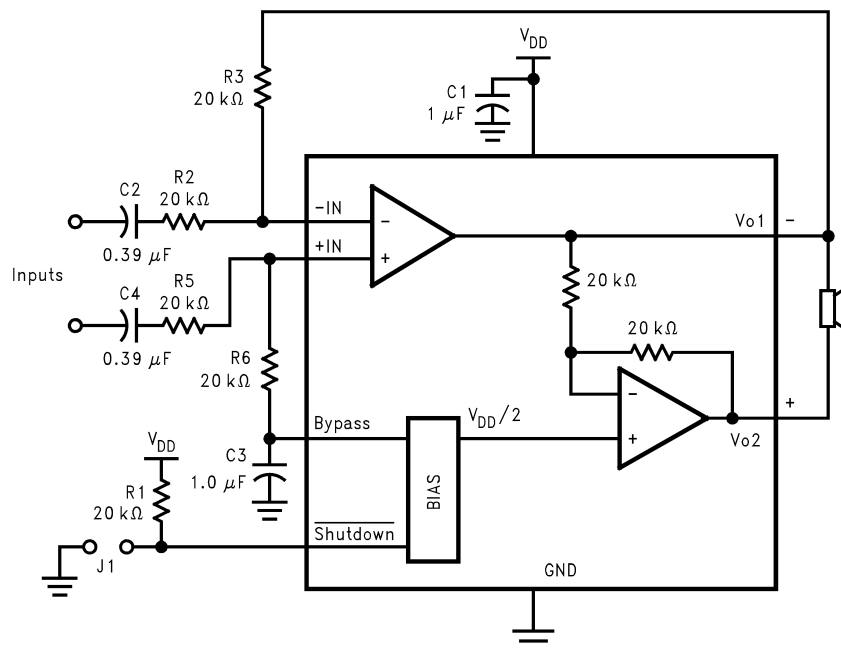 V_DD
R3
20 kΩ
C1
1 μF
C2
0.39 μF
R2
20 kΩ
-IN
+IN
-
+
Vo1
-
Inputs
C4
0.39 μF
R5
20 kΩ
20 kΩ
20 kΩ
R6
20 kΩ
Bypass
V_DD/2
-
+
+
Vo2
V_DD
C3
1.0 μF
R1
20 kΩ
BIAS
Shutdown
J1
GND